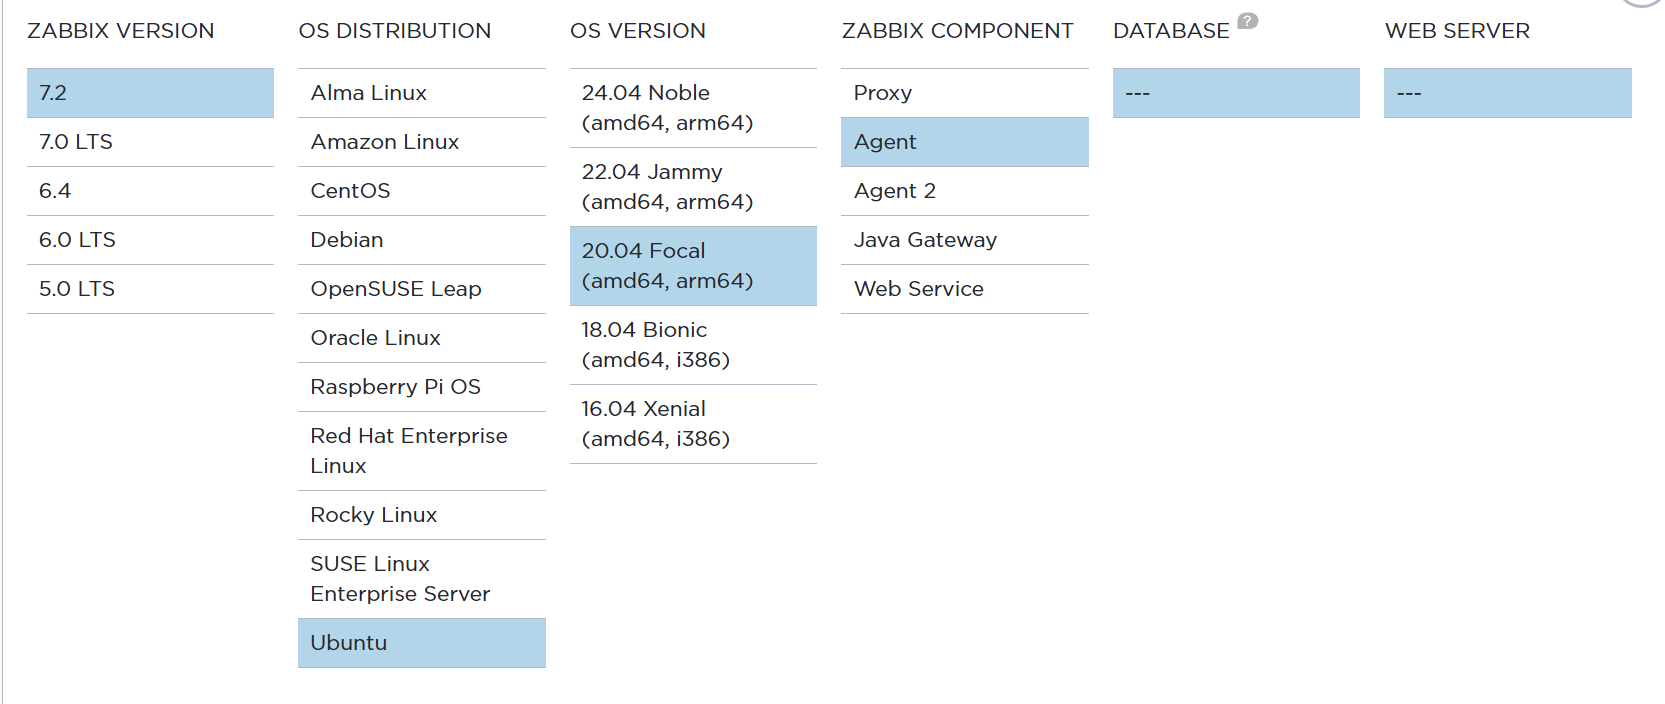 ZABBIX VERSION
7.2
7.0 LTS
6.4
6.0 LTS
5.0 LTS
OS DISTRIBUTION
Alma Linux
Amazon Linux
CentOS
Debian
OpenSUSE Leap
Oracle Linux
Raspberry Pi OS
Red Hat Enterprise
Linux
Rocky Linux
SUSE Linux
Enterprise Server
Ubuntu
OS VERSION
24.04 Noble
(amd64, arm64)
22.04 Jammy
(amd64, arm64)
20.04 Focal
(amd64, arm64)
18.04 Bionic
(amd64, i386)
16.04 Xenial
(amd64, i386)
ZABBIX COMPONENT
Proxy
Agent
Agent 2
Java Gateway
Web Service
DATABASE ?
---
WEB SERVER
---